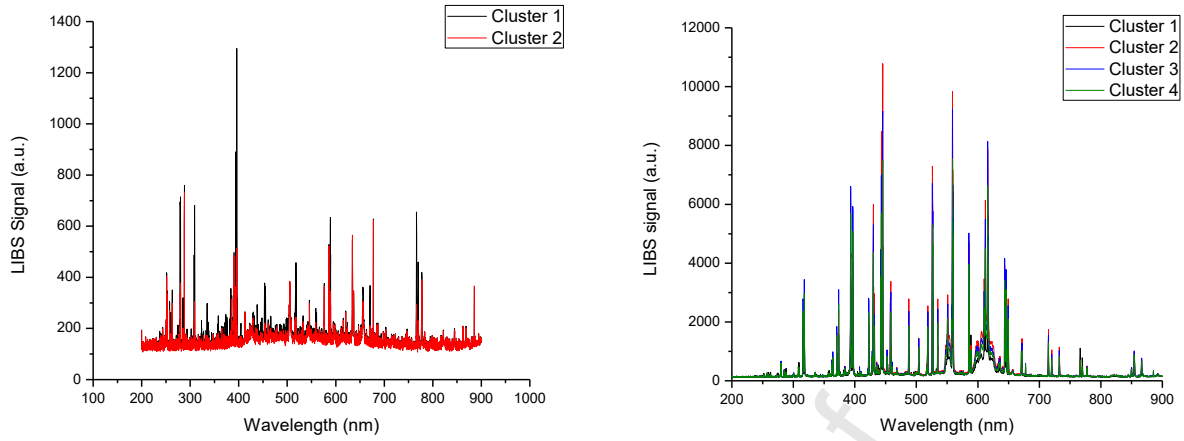 1400
1200
1000
800
600
400
200
0
100 200 300 400 500 600 700 800 900 1000
Wavelength (nm)
LIBS Signal (a.u.)
Cluster 1
Cluster 2
12000
10000
8000
6000
4000
2000
0
200 300 400 500 600 700 800 900
Wavelength (nm)
LIBS signal (a.u.)
Cluster 1
Cluster 2
Cluster 3
Cluster 4
f